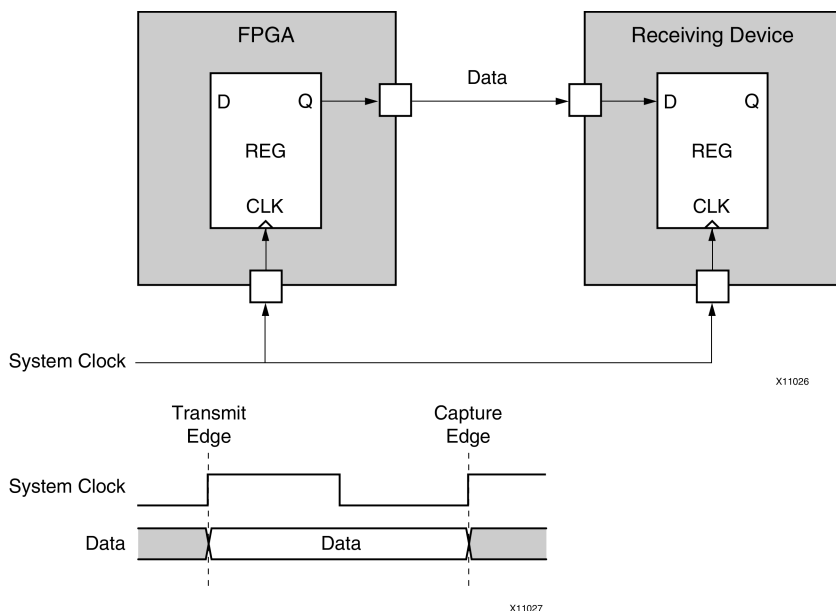 FPGA
Receiving Device
Data
D Q
D Q
REG
REG
CLK
CLK
System Clock
X11026
Transmit
Edge
Capture
Edge
System Clock
Data
Data
X11027